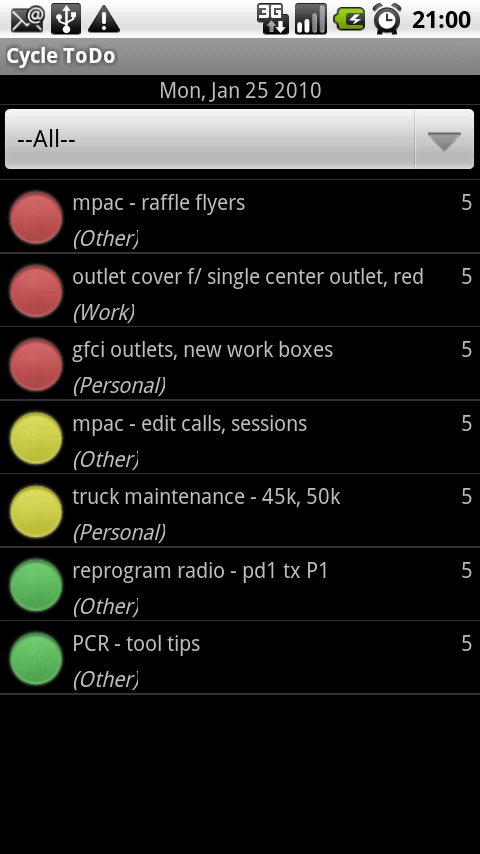 3G
21:00
Cycle ToDo
Mon, Jan 25 2010
--All--
mpac - raffle flyers 5
(Other)
outlet cover f/ single center outlet, red 5
(Work)
gfci outlets, new work boxes 5
(Personal)
mpac - edit calls, sessions 5
(Other)
truck maintenance - 45k, 50k 5
(Personal)
reprogram radio - pd1 tx P1 5
(Other)
PCR - tool tips 5
(Other)